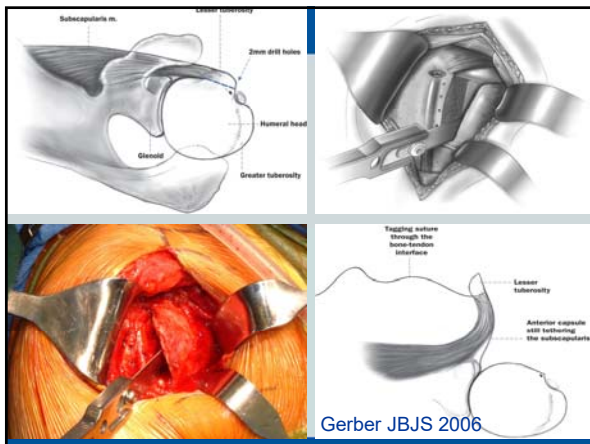 Lesser tuberosity
Subscapularis m.
2mm drill holes
Humeral head
Glenoid
Greater tuberosity
Tagging suture
through the
bone-tendon
interface
Lesser
tuberosity
Anterior capsule
still tethering
the subscapularis
Gerber JBJS 2006